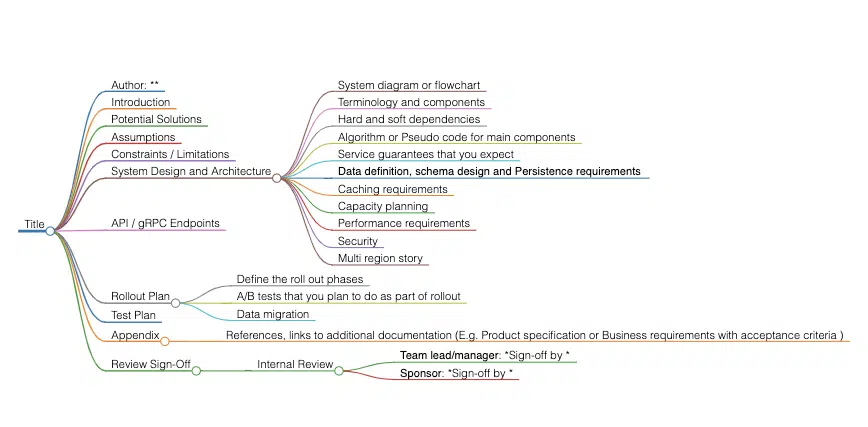 Title
Author: **
Introduction
Potential Solutions
Assumptions
Constraints / Limitations
System Design and Architecture
System diagram or flowchart
Terminology and components
Hard and soft dependencies
Algorithm or Pseudo code for main components
Service guarantees that you expect
Data definition, schema design and Persistence requirements
Caching requirements
Capacity planning
Performance requirements
Security
Multi region story
API / gRPC Endpoints
Rollout Plan
Define the roll out phases
A/B tests that you plan to do as part of rollout
Data migration
Test Plan
Appendix
References, links to additional documentation (E.g. Product specification or Business requirements with acceptance criteria )
Review Sign-Off
Internal Review
Team lead/manager: *Sign-off by *
Sponsor: *Sign-off by *